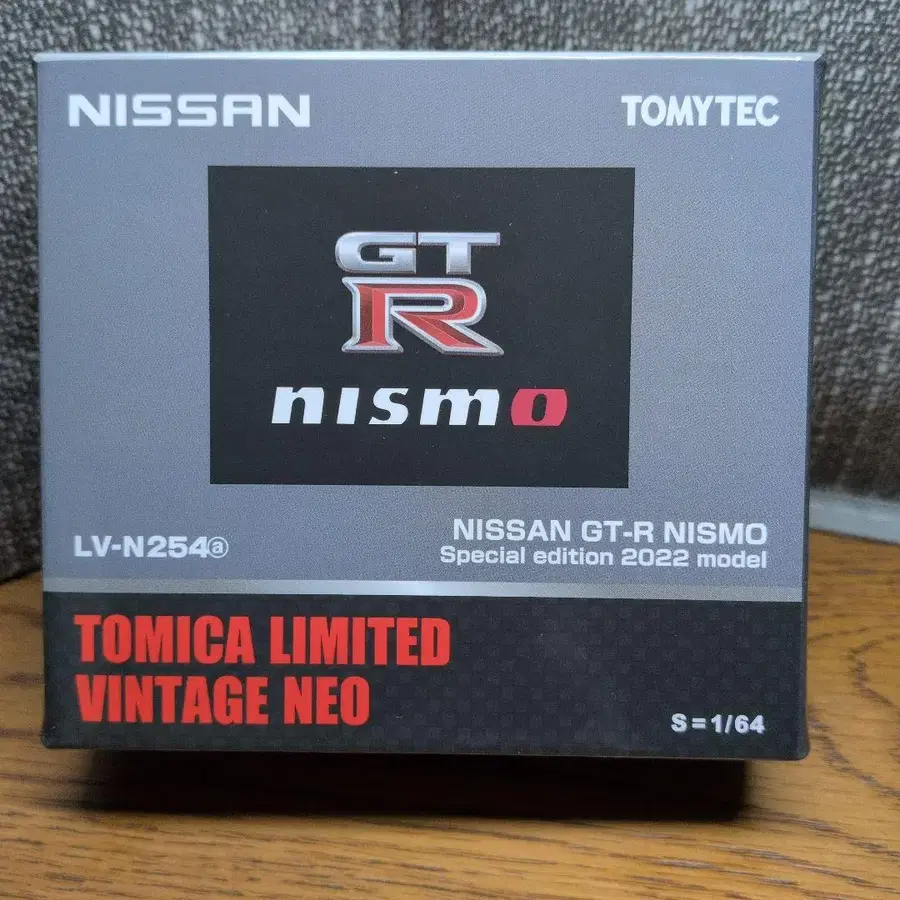 NISSAN
TOMYTEC
GT
R
nismo
LV-N254ⓐ
NISSAN GT-R NISMO
Special edition 2022 model
TOMICA LIMITED
VINTAGE NEO
S=1/64